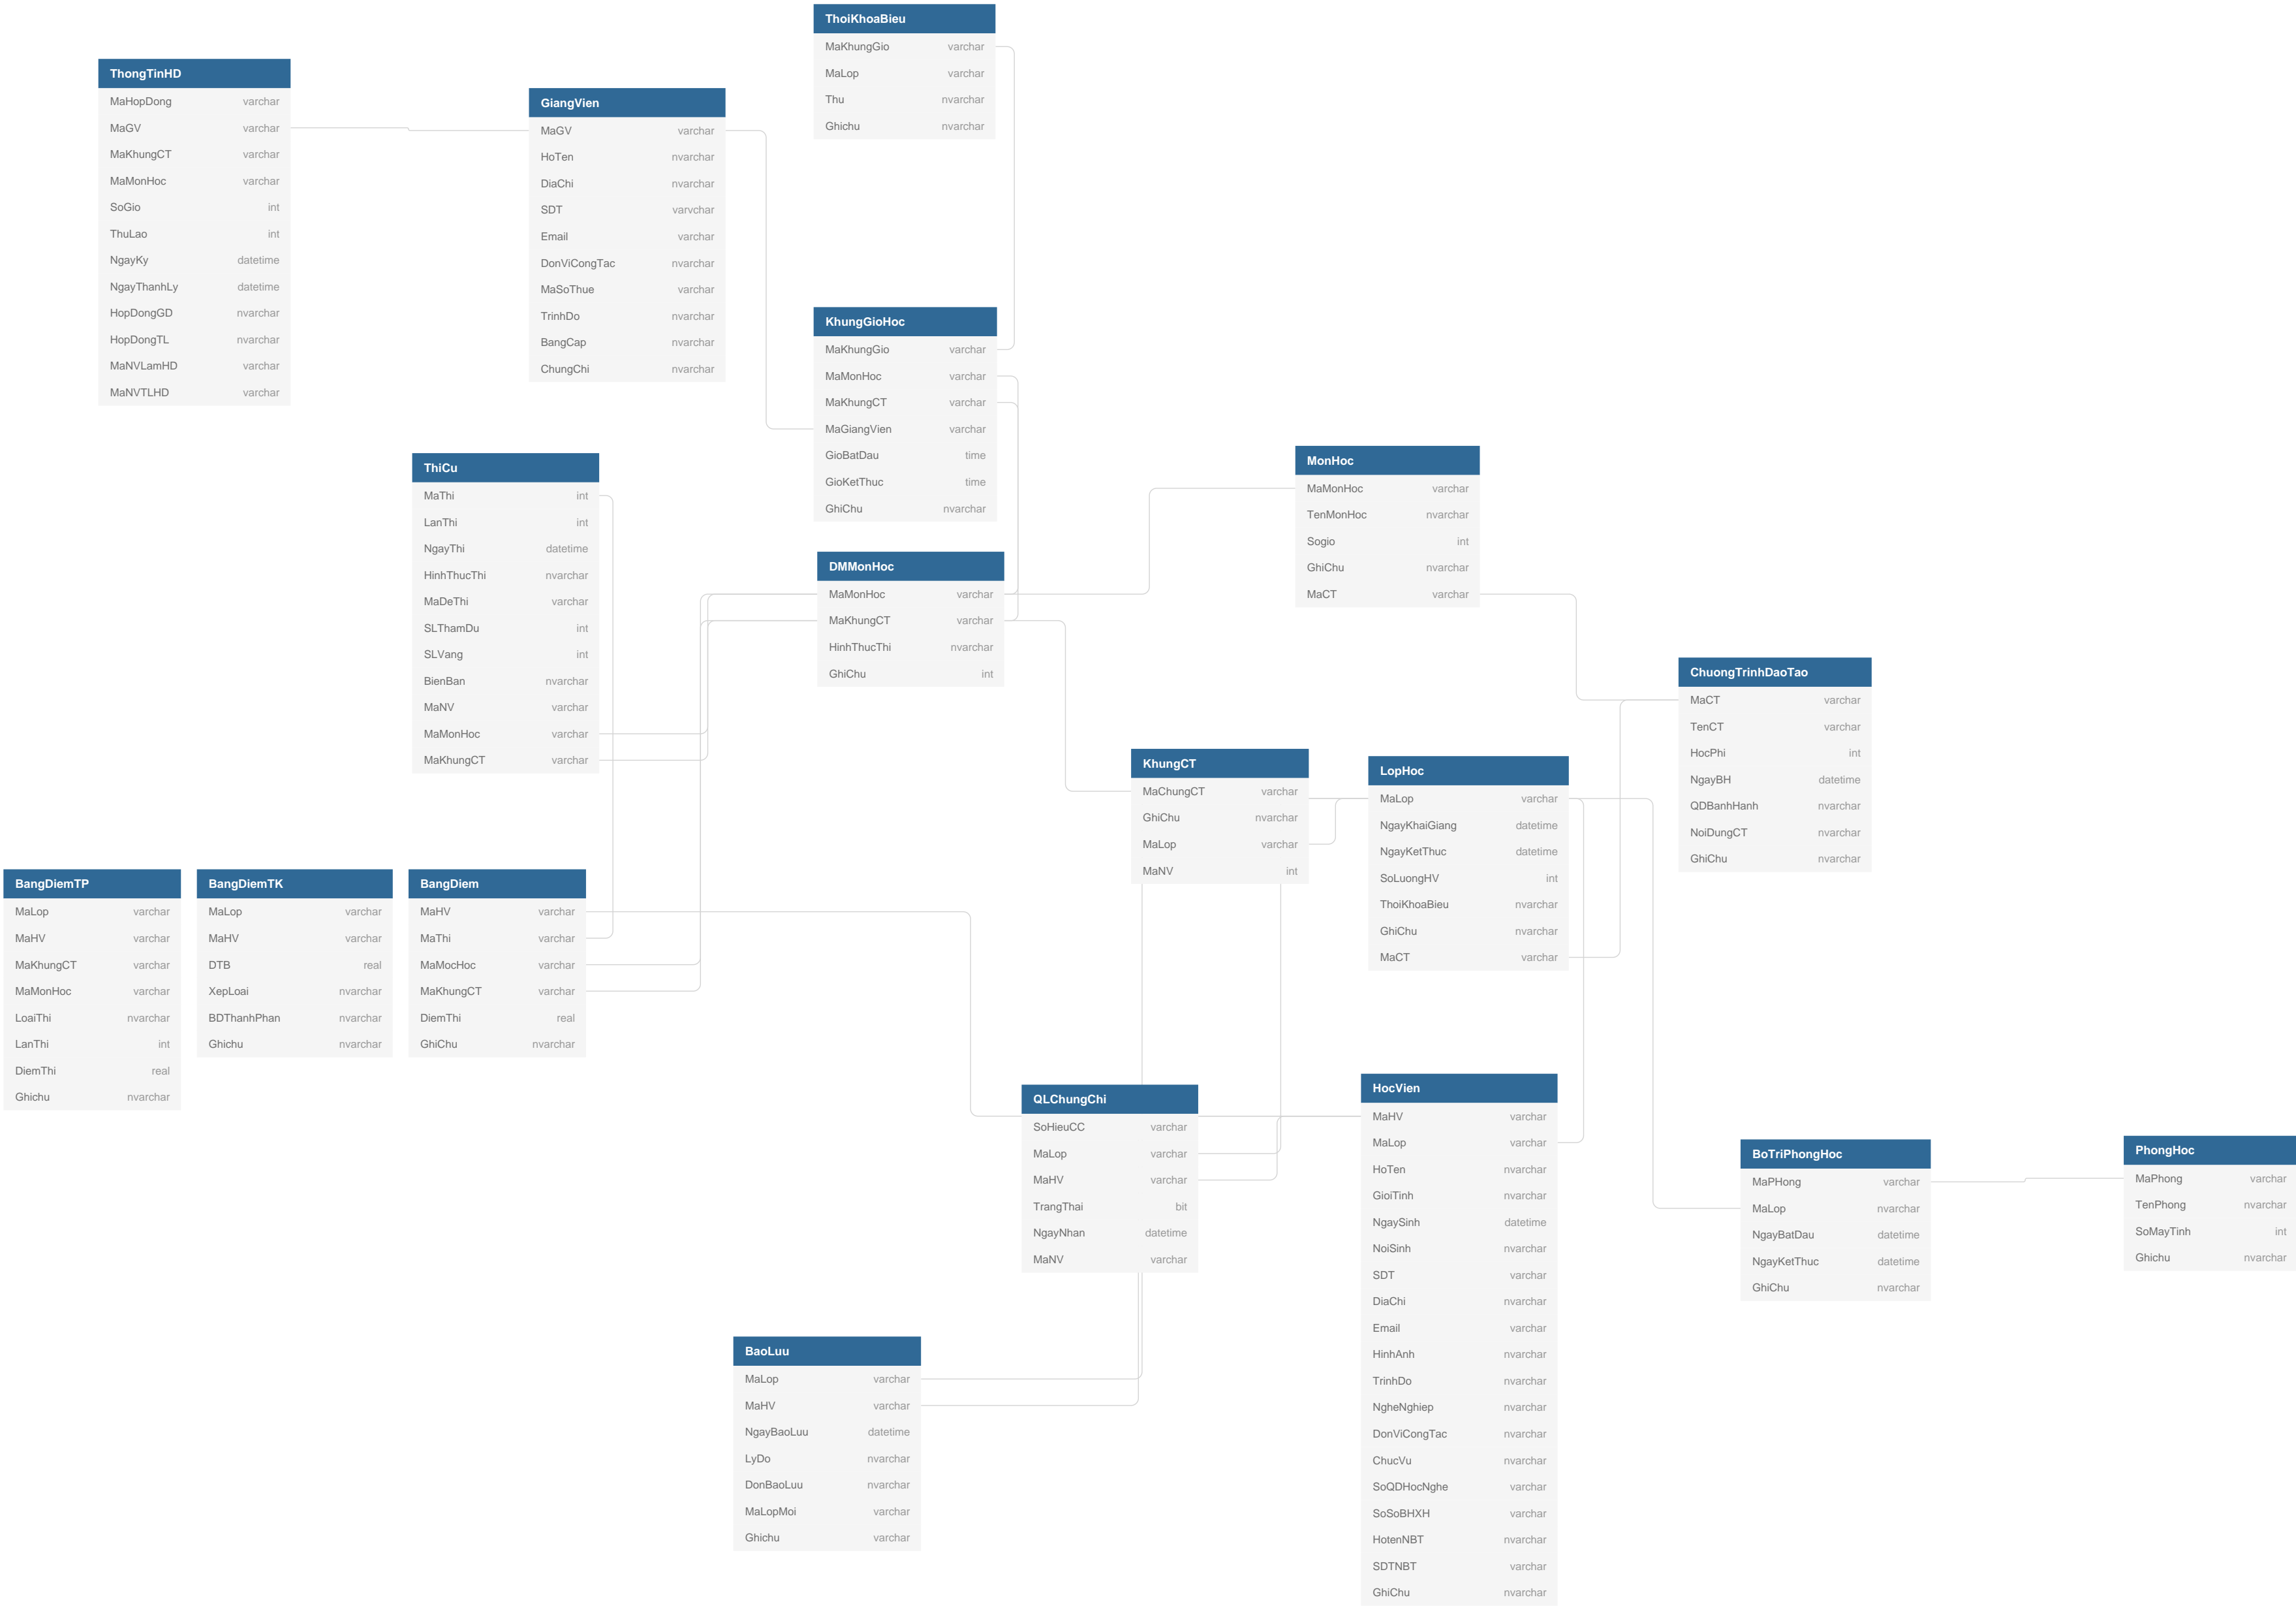 ThoiKhoaBieu
MaKhungGio varchar
MaLop varchar
Thu nvarchar
Ghichu nvarchar
ThongTinHD
MaHopDong varchar
MaGV varchar
MaKhungCT varchar
MaMonHoc varchar
SoGio int
ThuLao int
NgayKy datetime
NgayThanhLy datetime
HopDongGD nvarchar
HopDongTL nvarchar
MaNVLamHD varchar
MaNVTLHD varchar
GiangVien
MaGV varchar
HoTen nvarchar
DiaChi nvarchar
SDT varvchar
Email varchar
DonViCongTac nvarchar
MaSoThue varchar
TrinhDo nvarchar
BangCap nvarchar
ChungChi nvarchar
KhungGioHoc
MaKhungGio varchar
MaMonHoc varchar
MaKhungCT varchar
MaGiangVien varchar
GioBatDau time
GioKetThuc time
GhiChu nvarchar
ThiCu
MaThi int
LanThi int
NgayThi datetime
HinhThucThi nvarchar
MaDeThi varchar
SLThamDu int
SLVang int
BienBan nvarchar
MaNV varchar
MaMonHoc varchar
MaKhungCT varchar
DMMonHoc
MaMonHoc varchar
MaKhungCT varchar
HinhThucThi nvarchar
GhiChu int
MonHoc
MaMonHoc varchar
TenMonHoc nvarchar
Sogio int
GhiChu nvarchar
MaCT varchar
ChuongTrinhDaoTao
MaCT varchar
TenCT varchar
HocPhi int
NgayBH datetime
QDBanhHanh nvarchar
NoiDungCT nvarchar
GhiChu nvarchar
KhungCT
MaChungCT varchar
GhiChu nvarchar
MaLop varchar
MaNV int
LopHoc
MaLop varchar
NgayKhaiGiang datetime
NgayKetThuc datetime
SoLuongHV int
ThoiKhoaBieu nvarchar
GhiChu nvarchar
MaCT varchar
BangDiemTP
MaLop varchar
MaHV varchar
MaKhungCT varchar
MaMonHoc varchar
LoaiThi nvarchar
LanThi int
DiemThi real
Ghichu nvarchar
BangDiemTK
MaLop varchar
MaHV varchar
DTB real
XepLoai nvarchar
BDThanhPhan nvarchar
Ghichu nvarchar
BangDiem
MaHV varchar
MaThi varchar
MaMocHoc varchar
MaKhungCT varchar
DiemThi real
GhiChu nvarchar
QLChungChi
SoHieuCC varchar
MaLop varchar
MaHV varchar
TrangThai bit
NgayNhan datetime
MaNV varchar
HocVien
MaHV varchar
MaLop varchar
HoTen nvarchar
GioiTinh nvarchar
NgaySinh datetime
NoiSinh nvarchar
SDT varchar
DiaChi nvarchar
Email varchar
HinhAnh nvarchar
TrinhDo nvarchar
NgheNghiep nvarchar
DonViCongTac nvarchar
ChucVu nvarchar
SoQDHocNghe varchar
SoSoBHXH varchar
HotenNBT nvarchar
SDTNBT varchar
GhiChu nvarchar
BoTriPhongHoc
MaPHong varchar
MaLop nvarchar
NgayBatDau datetime
NgayKetThuc datetime
GhiChu nvarchar
PhongHoc
MaPhong varchar
TenPhong nvarchar
SoMayTinh int
Ghichu nvarchar
BaoLuu
MaLop varchar
MaHV varchar
NgayBaoLuu datetime
LyDo nvarchar
DonBaoLuu nvarchar
MaLopMoi varchar
Ghichu varchar